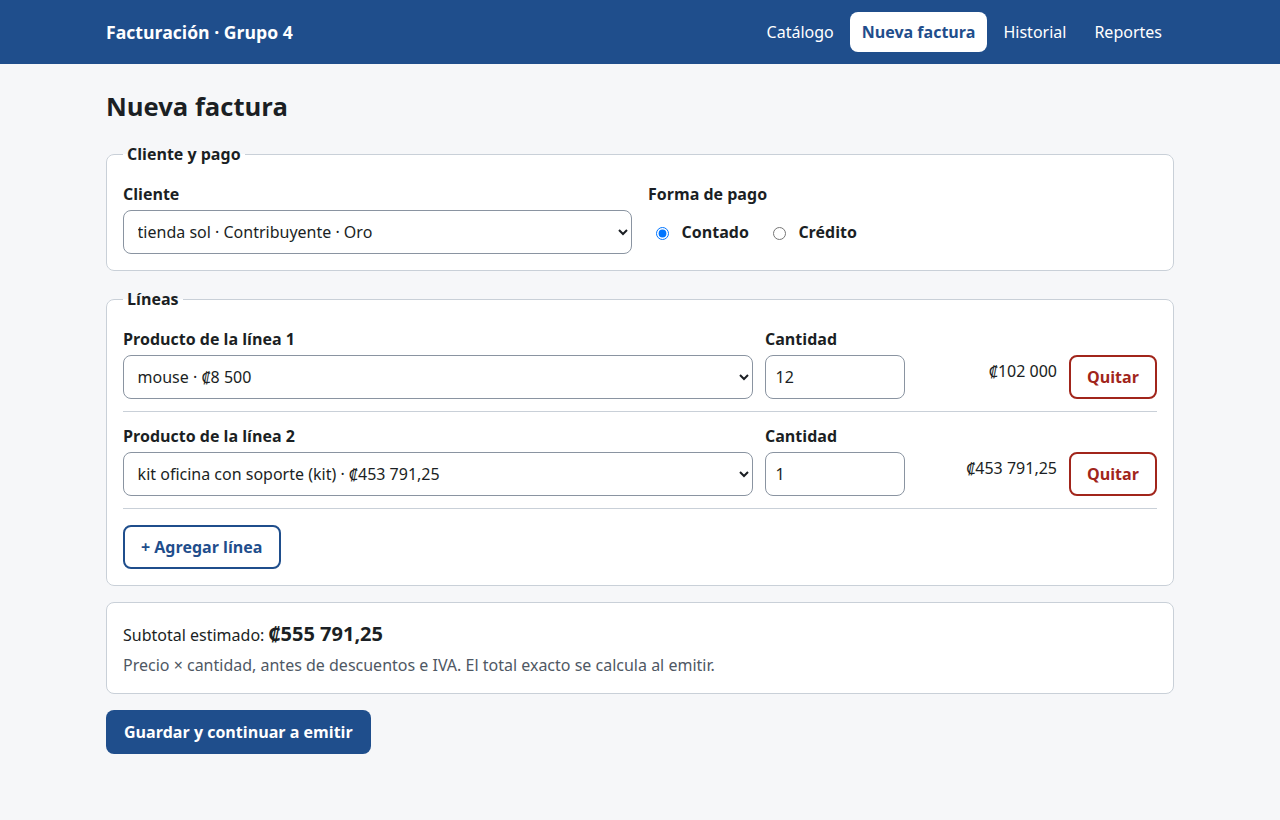 Facturación · Grupo 4
Catálogo
Nueva factura
Historial
Reportes
Nueva factura
Cliente y pago
Cliente
Forma de pago
tienda sol · Contribuyente · Oro
Contado
Crédito
Líneas
Producto de la línea 1
Cantidad
mouse · ₡8 500
12
₡102 000
Quitar
Producto de la línea 2
Cantidad
kit oficina con soporte (kit) · ₡453 791,25
1
₡453 791,25
Quitar
+ Agregar línea
Subtotal estimado: ₡555 791,25
Precio × cantidad, antes de descuentos e IVA. El total exacto se calcula al emitir.
Guardar y continuar a emitir